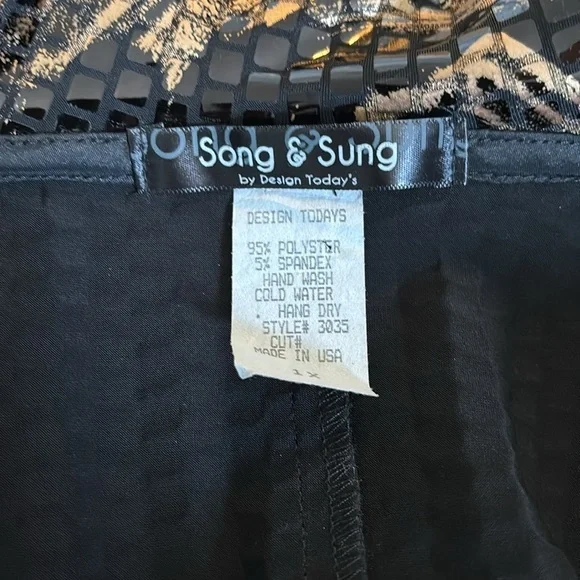 Song & Sung
by Design Today's
DESIGN TODAYS
95% POLYSTER
5% SPANDEX
HAND WASH
COLD WATER
. HANG DRY
STYLE# 3035
CUT#
MADE IN USA
1X